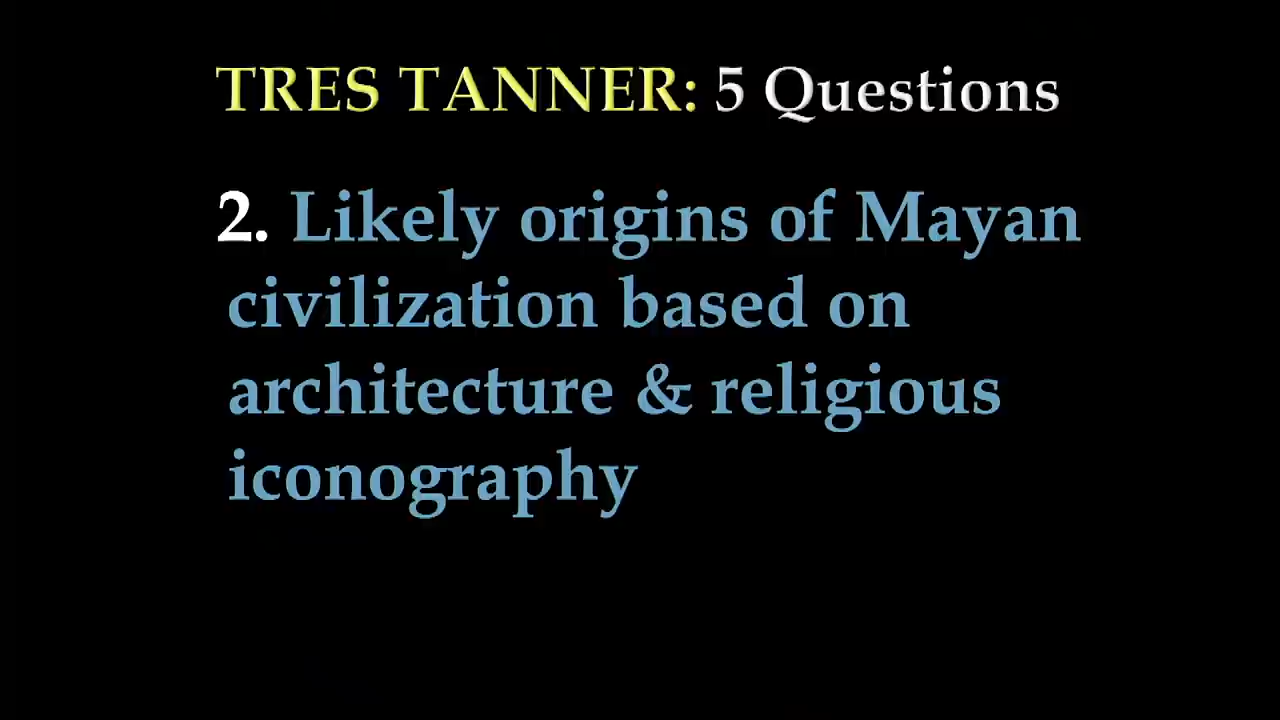 TRES TANNER: 5 Questions
2. Likely origins of Mayan
civilization based on
architecture & religious
iconography